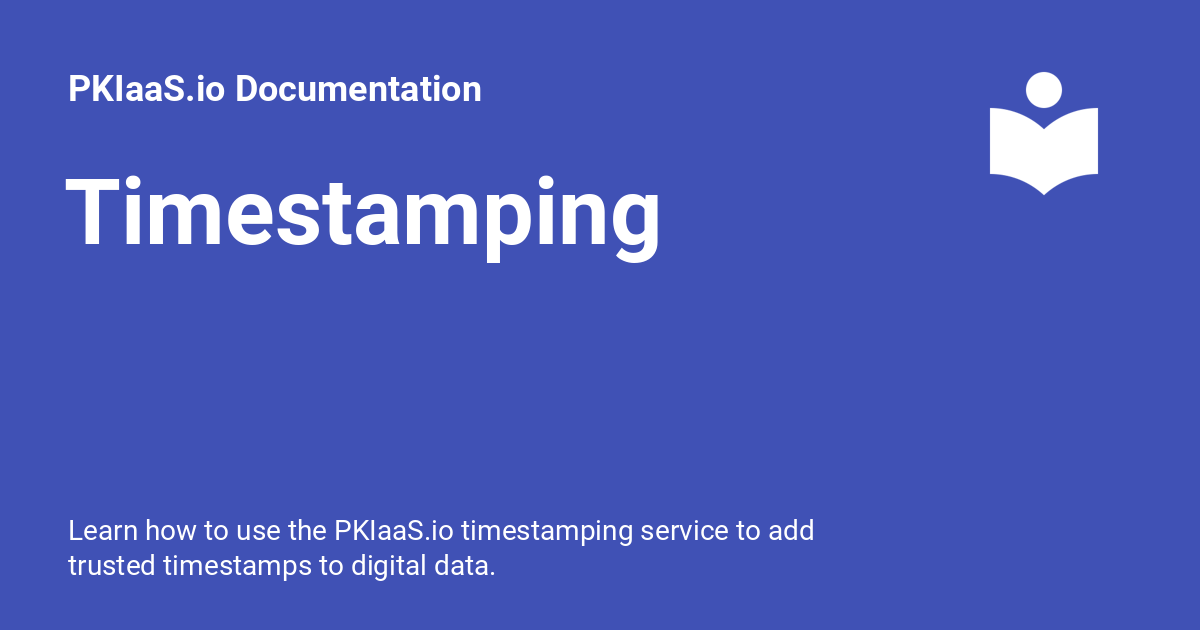 PKIaaS.io Documentation
Timestamping
Learn how to use the PKIaaS.io timestamping service to add
trusted timestamps to digital data.